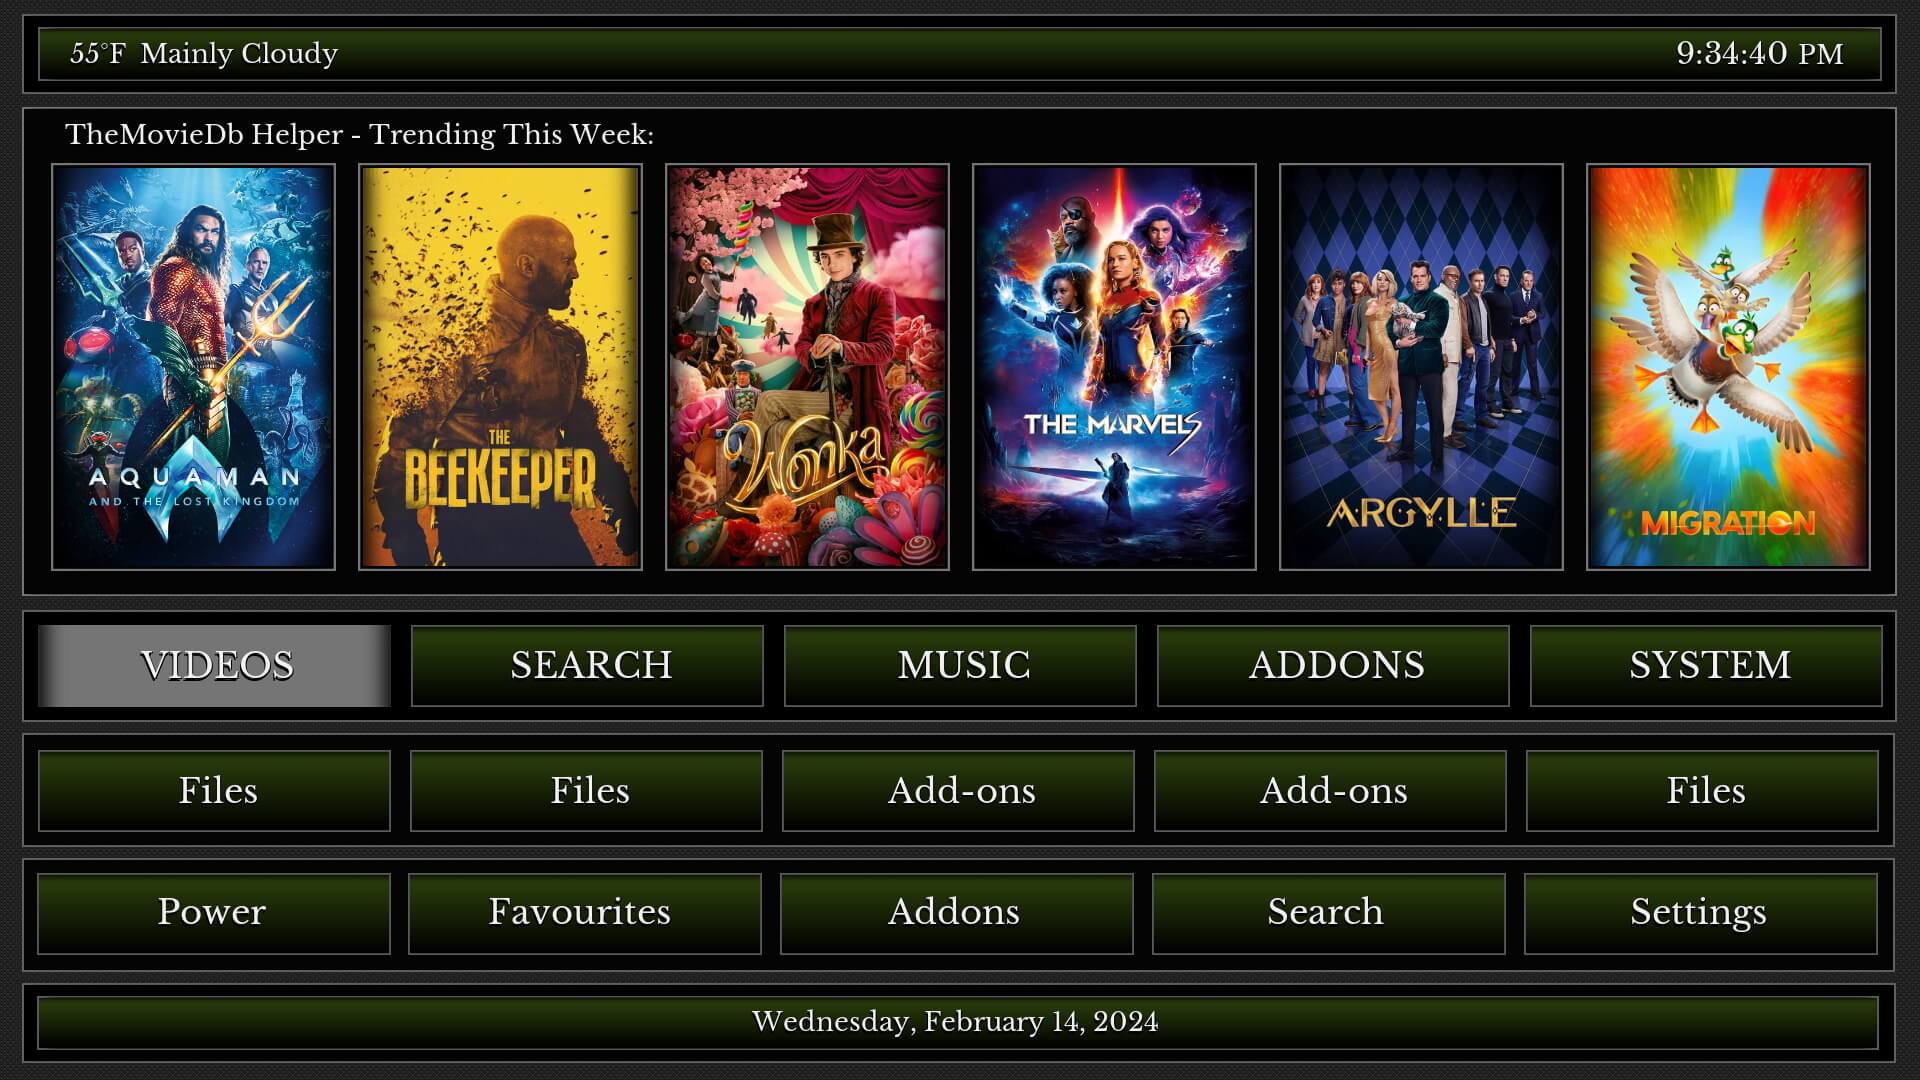 55°F Mainly Cloudy
9:34:40 PM
TheMovieDb Helper - Trending This Week:
AQUAMAN
AND THE LOST KINGDOM
THE
BEEKEEPER
Wonka
THE MARVELS
ARGYLLE
MIGRATION
VIDEOS
SEARCH
MUSIC
ADDONS
SYSTEM
Files
Files
Add-ons
Add-ons
Files
Power
Favourites
Addons
Search
Settings
Wednesday, February 14, 2024